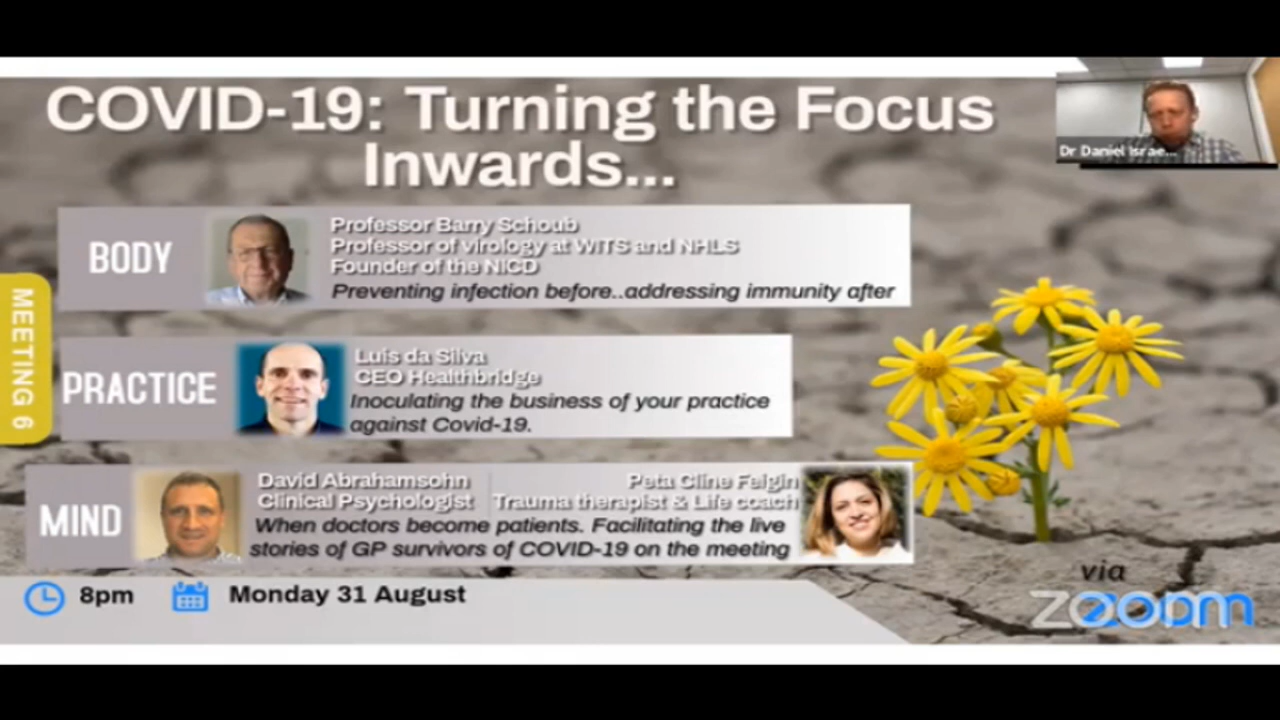 COVID-19: Turning the Focus
Inwards...
Dr Daniel Israe...
BODY
Professor Barry Schoub
Professor of virology at WITS and NHLS
Founder of the NICD
Preventing infection before..addressing immunity after
MEETING 6
PRACTICE
Luis da Silva
CEO Healthbridge
Inoculating the business of your practice
against Covid-19.
MIND
David Abrahamsohn
Clinical Psychologist
Peta Cline Feigin
Trauma therapist & Life coach
When doctors become patients. Facilitating the live
stories of GP survivors of COVID-19 on the meeting
8pm
Monday 31 August
via
zooom